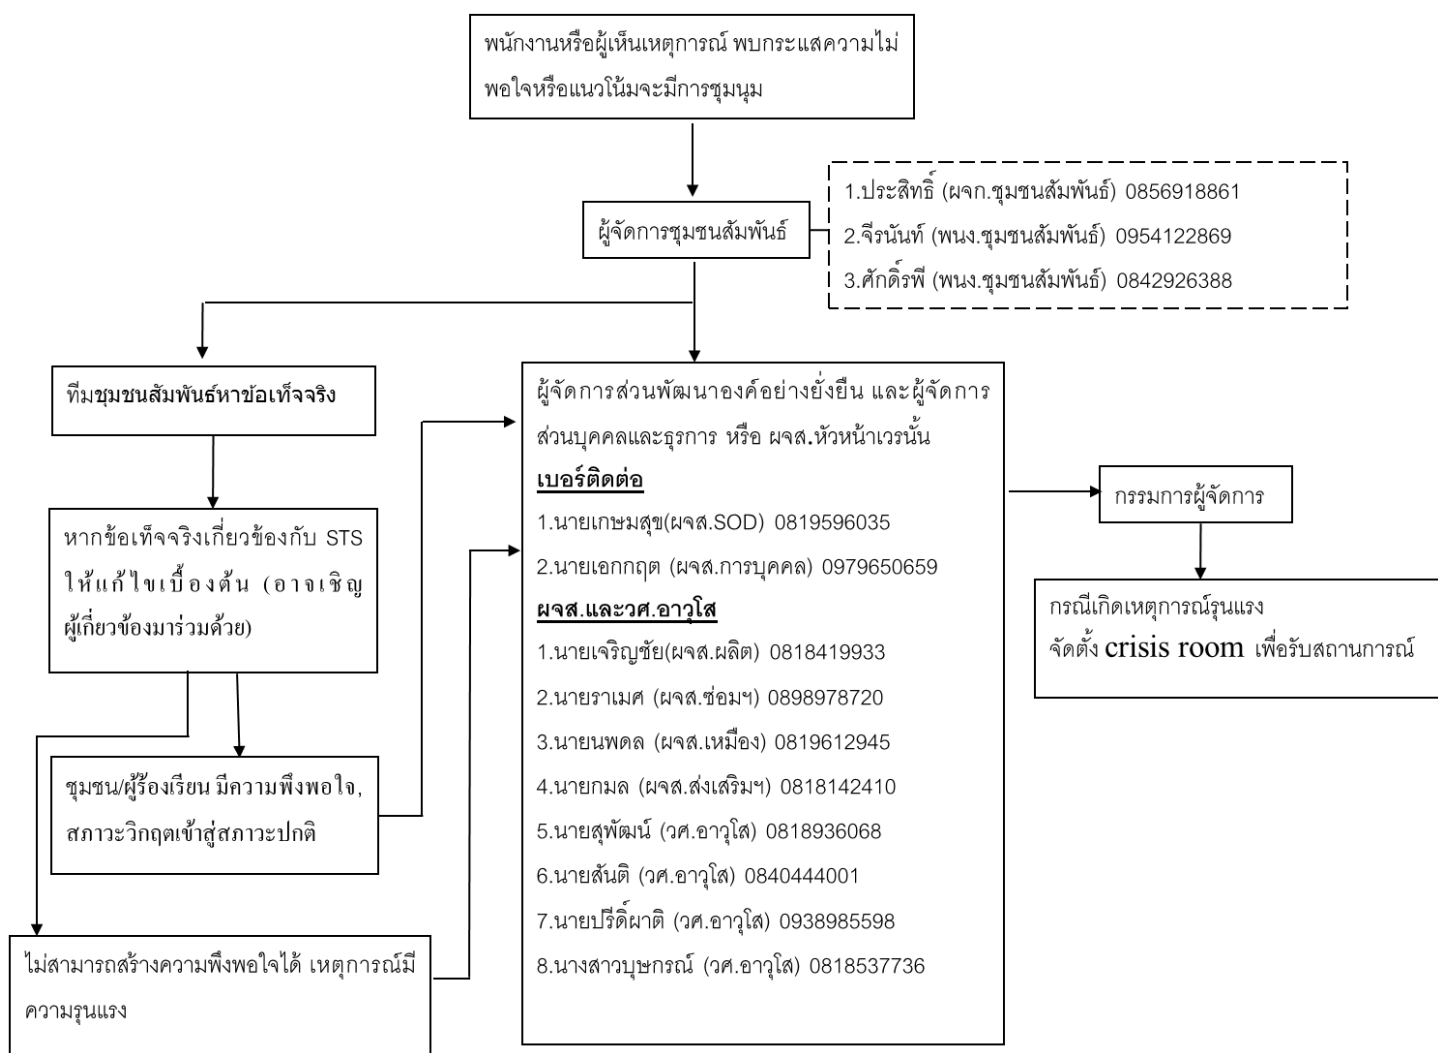 พนักงานหรือผู้เห็นเหตุการณ์ พบกระแสความไม่
พอใจหรือแนวโน้มจะมีการชุมนุม
ผู้จัดการชุมชนสัมพันธ์
1.ประสิทธิ์ (ผจก.ชุมชนสัมพันธ์) 0856918861
2.จีรนันท์ (พนง.ชุมชนสัมพันธ์) 0954122869
3.ศักดิ์รพี (พนง.ชุมชนสัมพันธ์) 0842926388
ทีมชุมชนสัมพันธ์หาข้อเท็จจริง
หากข้อเท็จจริงเกี่ยวข้องกับ STS
ให้แก้ไขเบื้องต้น (อาจเชิญ
ผู้เกี่ยวข้องมาร่วมด้วย)
ชุมชน/ผู้ร้องเรียน มีความพึงพอใจ,
สภาวะวิกฤตเข้าสู่สภาวะปกติ
ไม่สามารถสร้างความพึงพอใจได้ เหตุการณ์มี
ความรุนแรง
ผู้จัดการส่วนพัฒนาองค์อย่างยั่งยืน และผู้จัดการ
ส่วนบุคคลและธุรการ หรือ ผจส.หัวหน้าเวรนั้น
เบอร์ติดต่อ
1.นายเกษมสุข(ผจส.SOD) 0819596035
2.นายเอกกฤต (ผจส.การบุคคล) 0979650659
ผจส.และวศ.อาวุโส
1.นายเจริญชัย(ผจส.ผลิต) 0818419933
2.นายราเมศ (ผจส.ซ่อมฯ) 0898978720
3.นายนพดล (ผจส.เหมือง) 0819612945
4.นายกมล (ผจส.ส่งเสริมฯ) 0818142410
5.นายสุพัฒน์ (วศ.อาวุโส) 0818936068
6.นายสันติ (วศ.อาวุโส) 0840444001
7.นายปรีดิ์ผาติ (วศ.อาวุโส) 0938985598
8.นางสาวบุษกรณ์ (วศ.อาวุโส) 0818537736
กรรมการผู้จัดการ
กรณีเกิดเหตุการณ์รุนแรง
จัดตั้ง crisis room เพื่อรับสถานการณ์